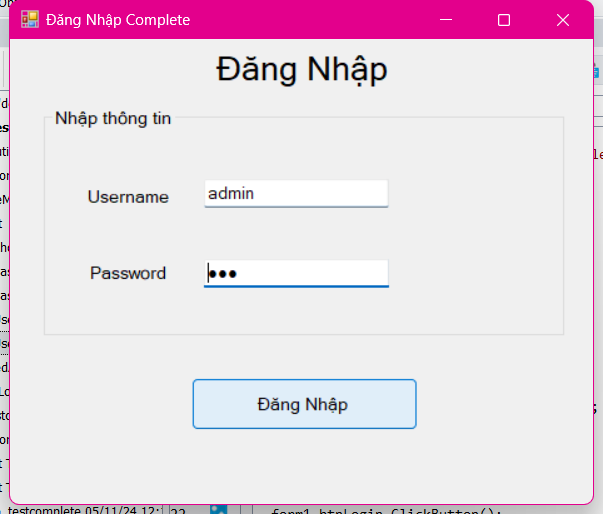 Đăng Nhập Complete
Đăng Nhập
Nhập thông tin
Username
admin
Password
•••
Đăng Nhập
testcomplete 05/11/24 12:
22
form1.btnLogin.ClickButton();